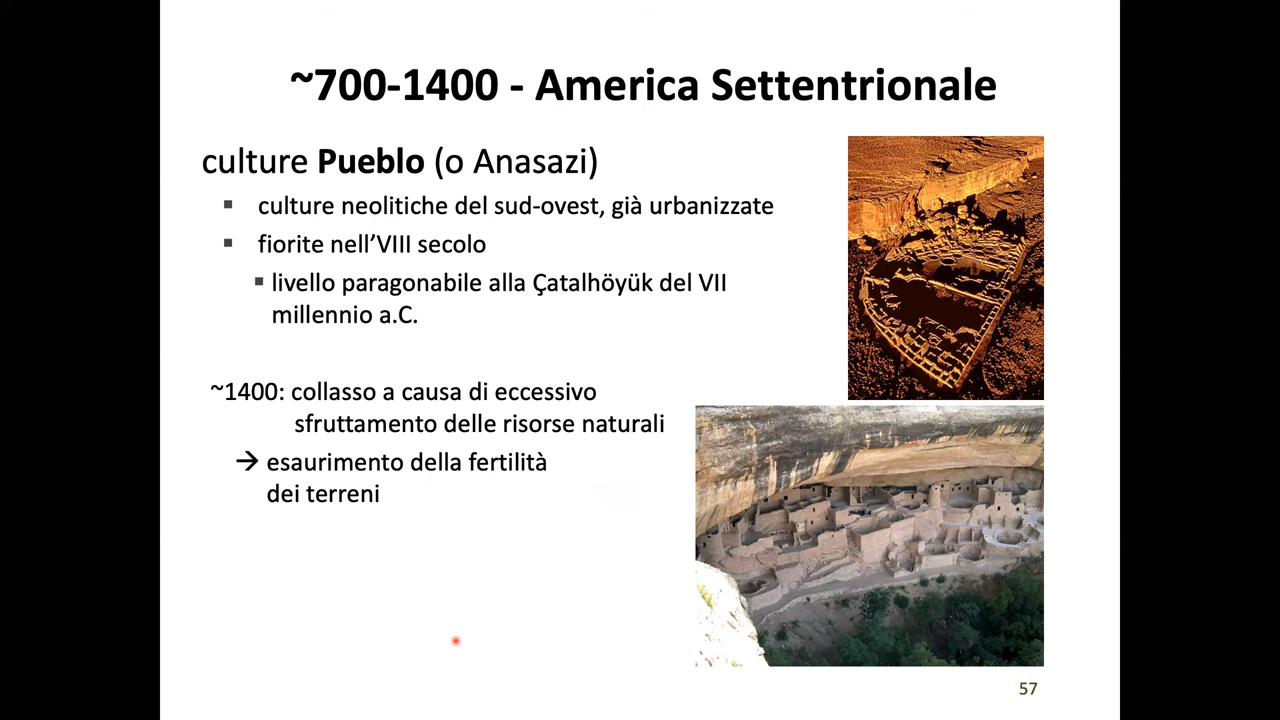 ~700-1400 - America Settentrionale
culture Pueblo (o Anasazi)
▪ culture neolitiche del sud-ovest, già urbanizzate
▪ fiorite nell’VIII secolo
▪ livello paragonabile alla Çatalhöyük del VII
millennio a.C.
~1400: collasso a causa di eccessivo
sfruttamento delle risorse naturali
→ esaurimento della fertilità
dei terreni
57